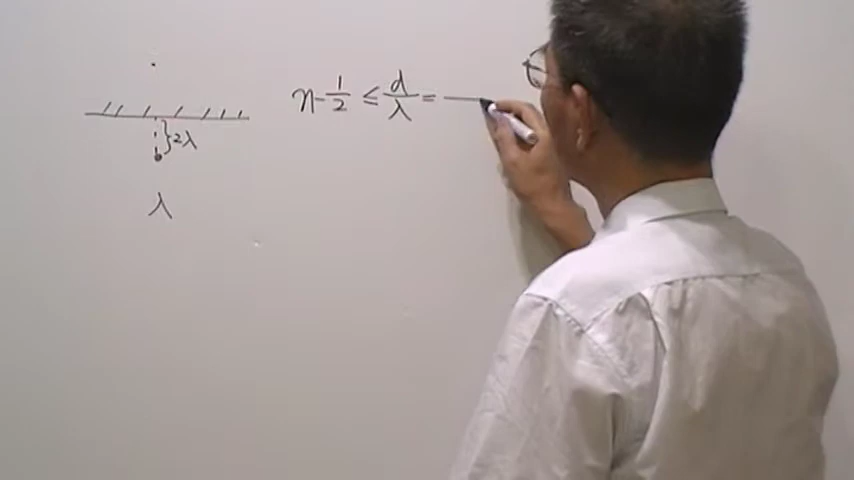 n-1/2 ≤ d/λ =
2λ
λ